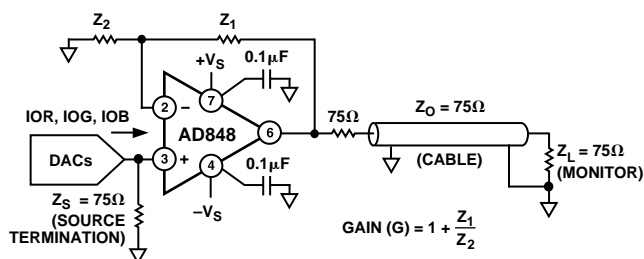 Z2
Z1
+VS
0.1µF
7
2
−
IOR, IOG, IOB
AD848
6
75Ω
ZO = 75Ω
DACs
3
+
4
0.1µF
(CABLE)
ZL = 75Ω
(MONITOR)
ZS = 75Ω
(SOURCE
TERMINATION)
−VS
GAIN (G) = 1 + Z1
Z2